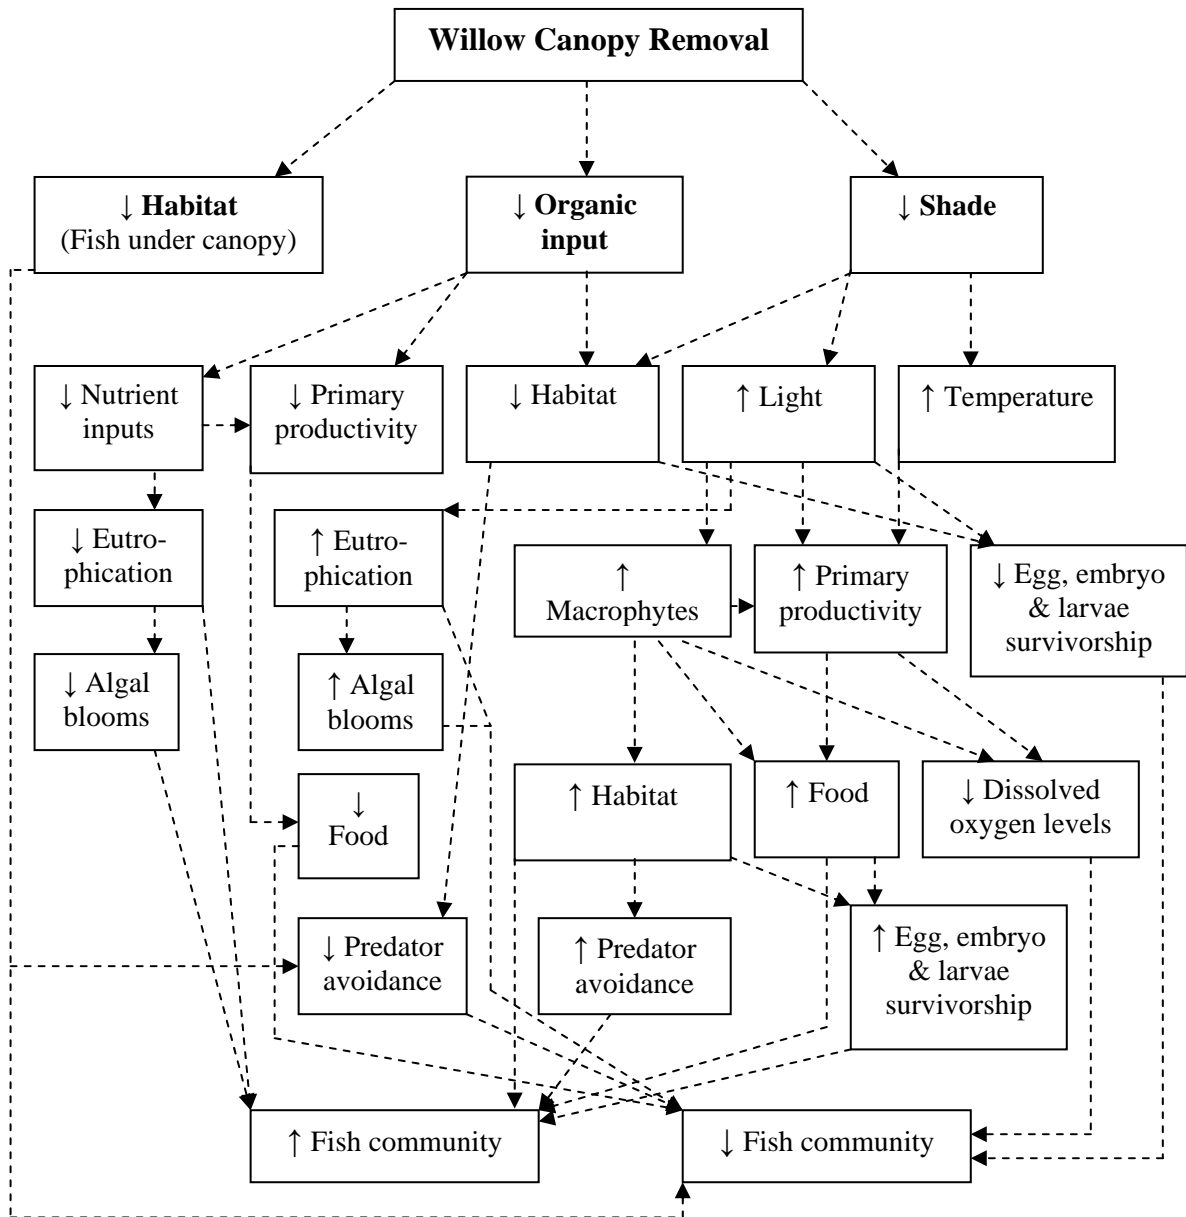 Willow Canopy Removal
↓ Habitat
(Fish under canopy)
↓ Organic
input
↓ Shade
↓ Nutrient
inputs
↓ Primary
productivity
↓ Habitat
↑ Light
↑ Temperature
↓ Eutro-
phication
↑ Eutro-
phication
↑
Macrophytes
↑ Primary
productivity
↓ Egg, embryo
& larvae
survivorship
↓ Algal
blooms
↑ Algal
blooms
↓
Food
↑ Habitat
↑ Food
↓ Dissolved
oxygen levels
↓ Predator
avoidance
↑ Predator
avoidance
↑ Egg, embryo
& larvae
survivorship
↑ Fish community
↓ Fish community